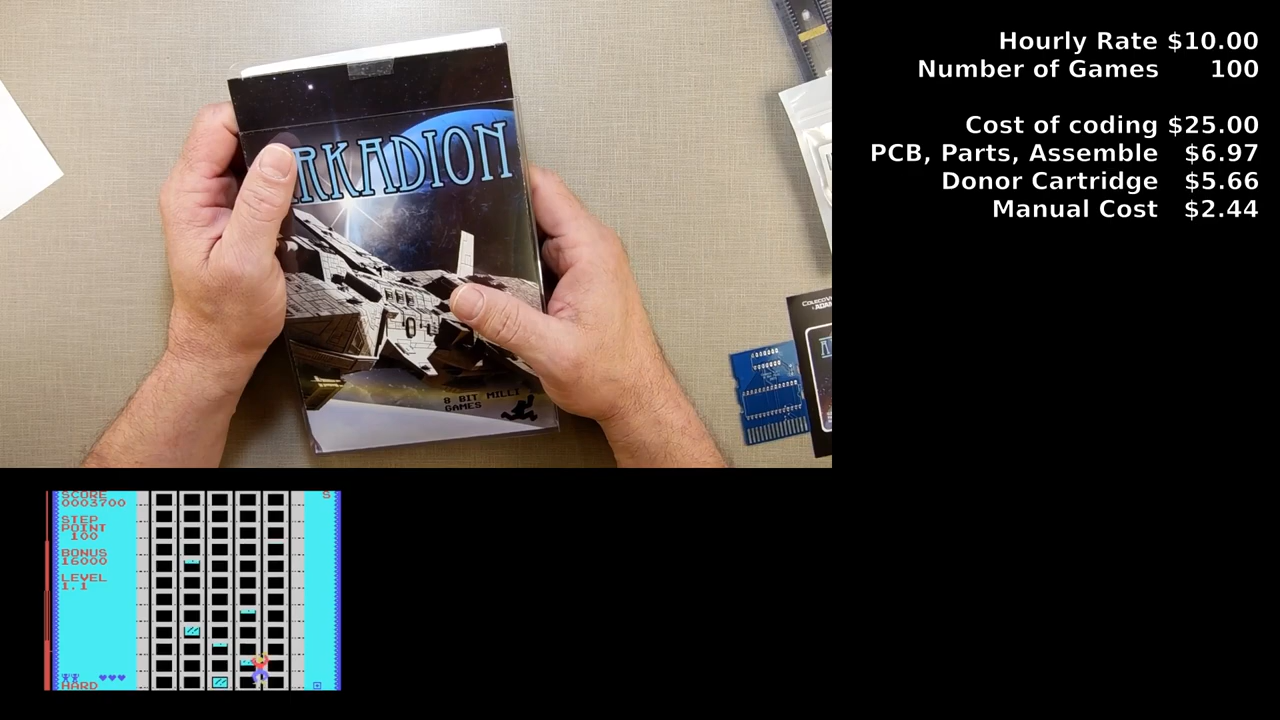 Hourly Rate $10.00
Number of Games 100
Cost of coding $25.00
PCB, Parts, Assemble $6.97
Donor Cartridge $5.66
Manual Cost $2.44
ARKADION
8 BIT MILLI
GAMES
SCORE
0003700
STEP
POINT
100
BONUS
16000
LEVEL
1.1
HARD
S